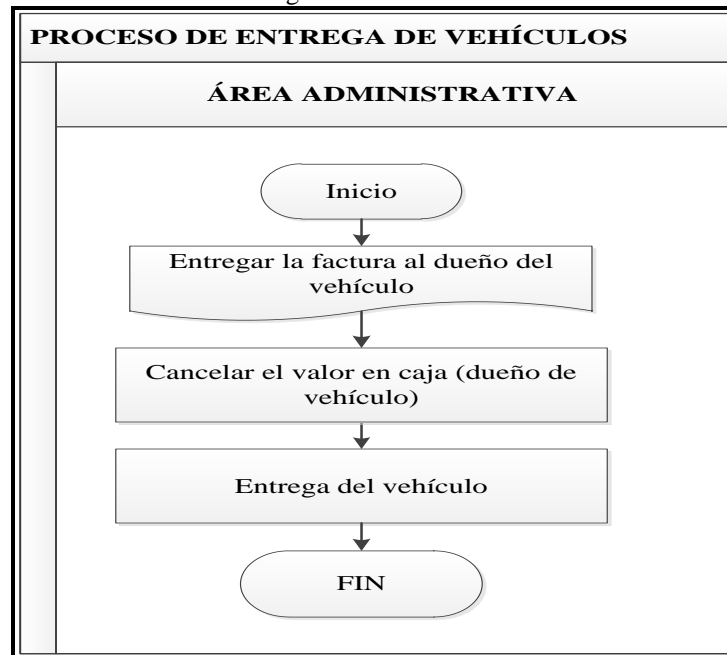 PROCESO DE ENTREGA DE VEHÍCULOS
ÁREA ADMINISTRATIVA
Inicio
Entregar la factura al dueño del
vehículo
Cancelar el valor en caja (dueño de
vehículo)
Entrega del vehículo
FIN